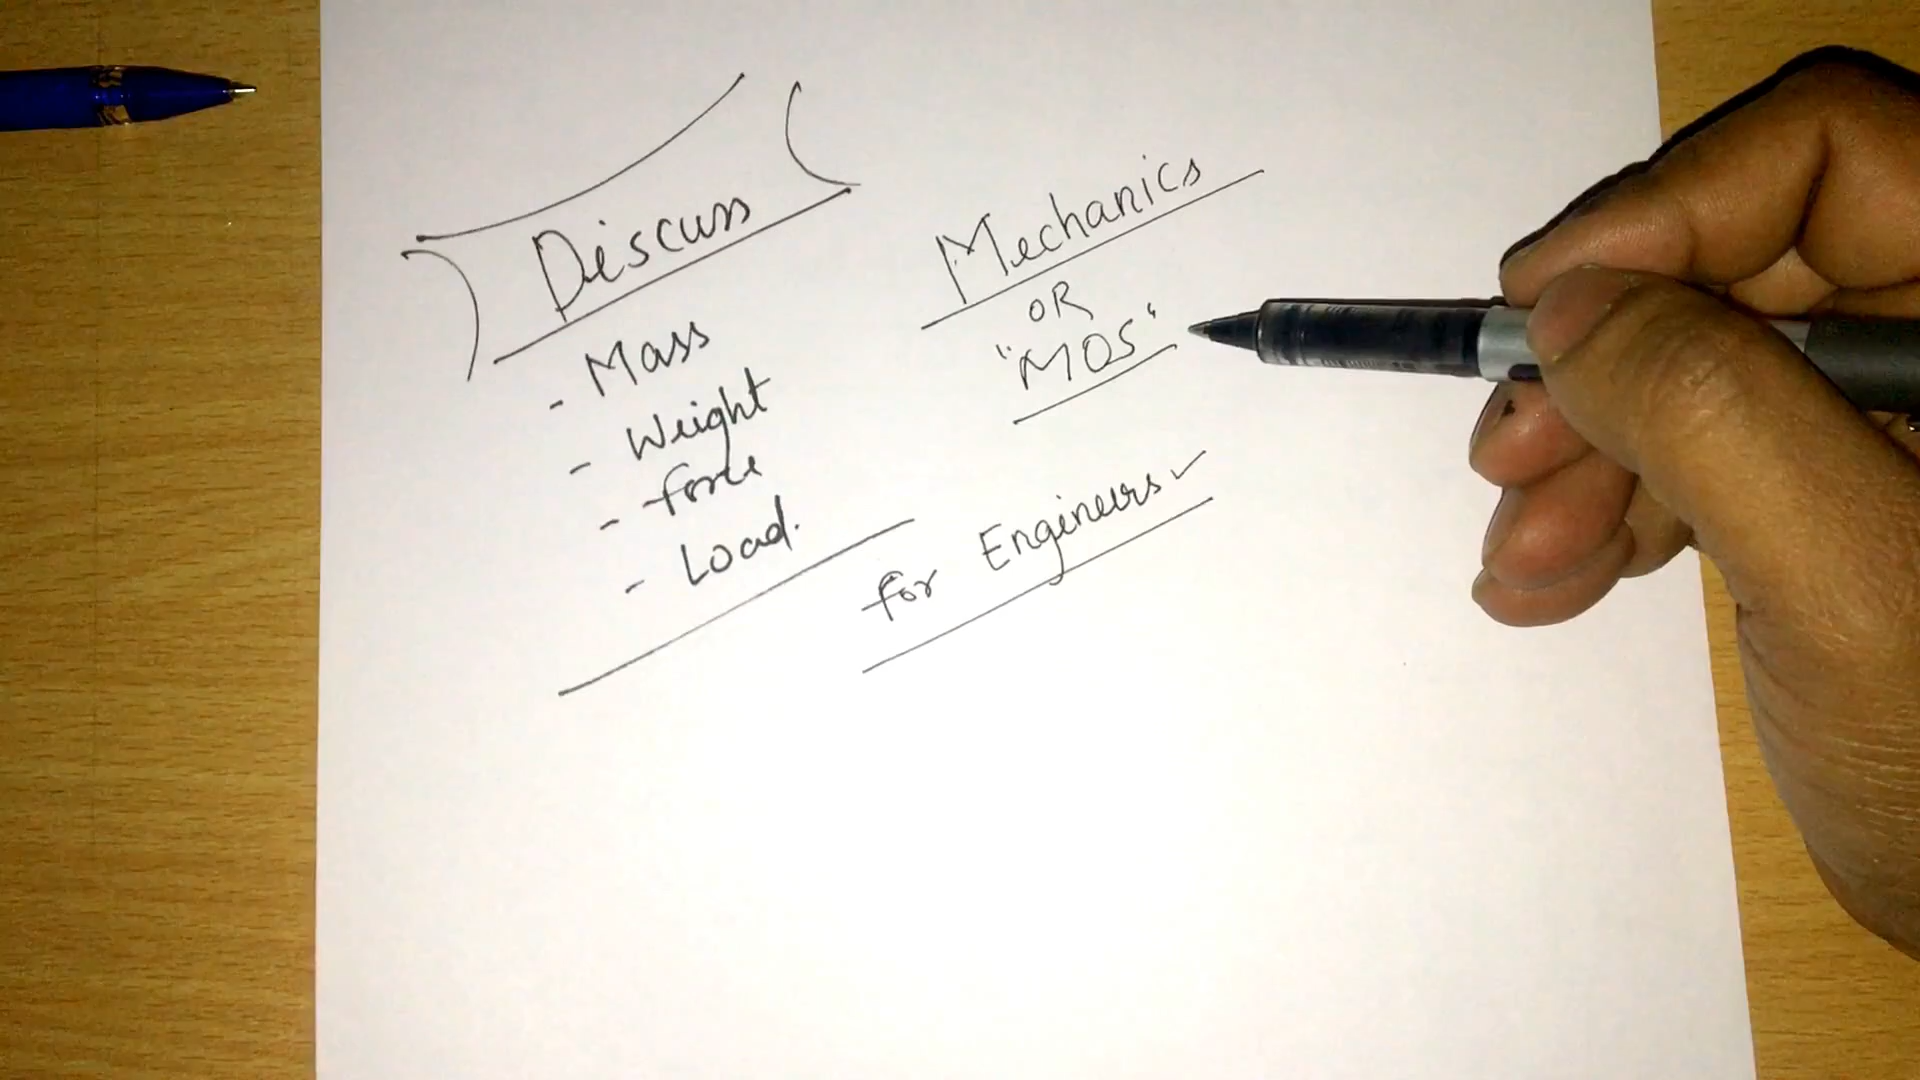 Discuss
- Mass
- Weight
- force
- Load.
Mechanics
OR
"MOS"
for Engineers ✓